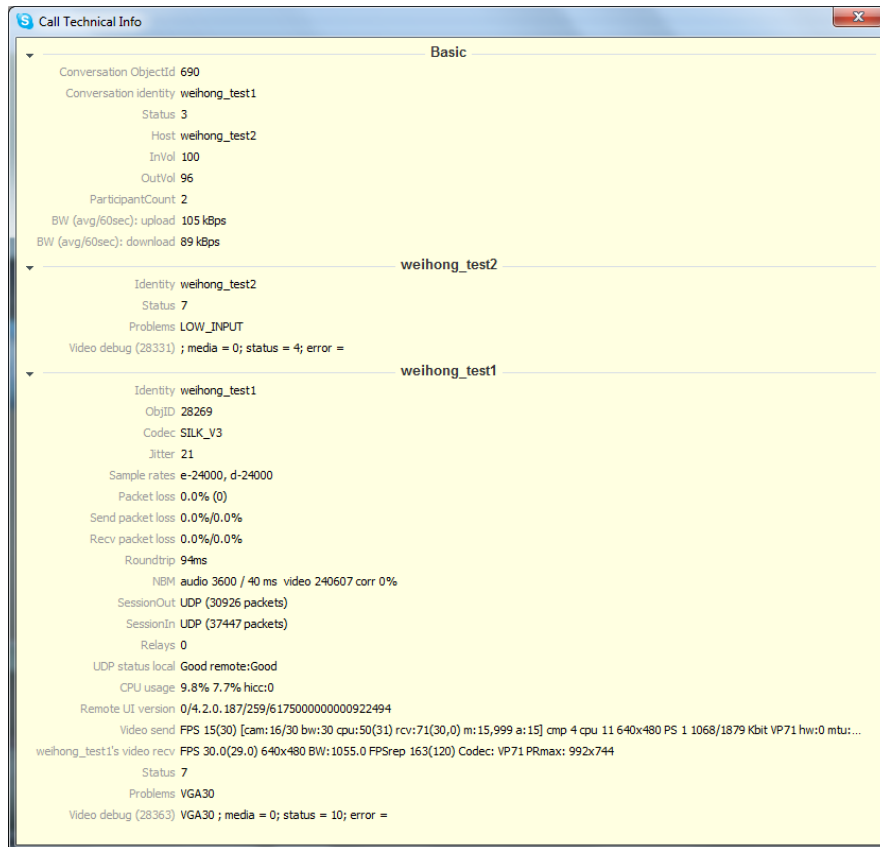 Call Technical Info
Basic
Conversation ObjectId 690
Conversation identity weihong_test1
Status 3
Host weihong_test2
InVol 100
OutVol 96
ParticipantCount 2
BW (avg/60sec): upload 105 kBps
BW (avg/60sec): download 89 kBps
weihong_test2
Identity weihong_test2
Status 7
Problems LOW_INPUT
Video debug (28331) ; media = 0; status = 4; error =
weihong_test1
Identity weihong_test1
ObjID 28269
Codec SILK_V3
Jitter 21
Sample rates e-24000, d-24000
Packet loss 0.0% (0)
Send packet loss 0.0%/0.0%
Recv packet loss 0.0%/0.0%
Roundtrip 94ms
NBM audio 3600 / 40 ms video 240607 corr 0%
SessionOut UDP (30926 packets)
SessionIn UDP (37447 packets)
Relays 0
UDP status local Good remote:Good
CPU usage 9.8% 7.7% hicc:0
Remote UI version 0/4.2.0.187/259/6175000000000922494
Video send FPS 15(30) [cam:16/30 bw:30 cpu:50(31) rcv:71(30,0) m:15,999 a:15] cmp 4 cpu 11 640x480 PS 1 1068/1879 Kbit VP71 hw:0 mtu:...
weihong_test1's video recv FPS 30.0(29.0) 640x480 BW:1055.0 FPSrep 163(120) Codec: VP71 PRmax: 992x744
Status 7
Problems VGA30
Video debug (28363) VGA30 ; media = 0; status = 10; error =